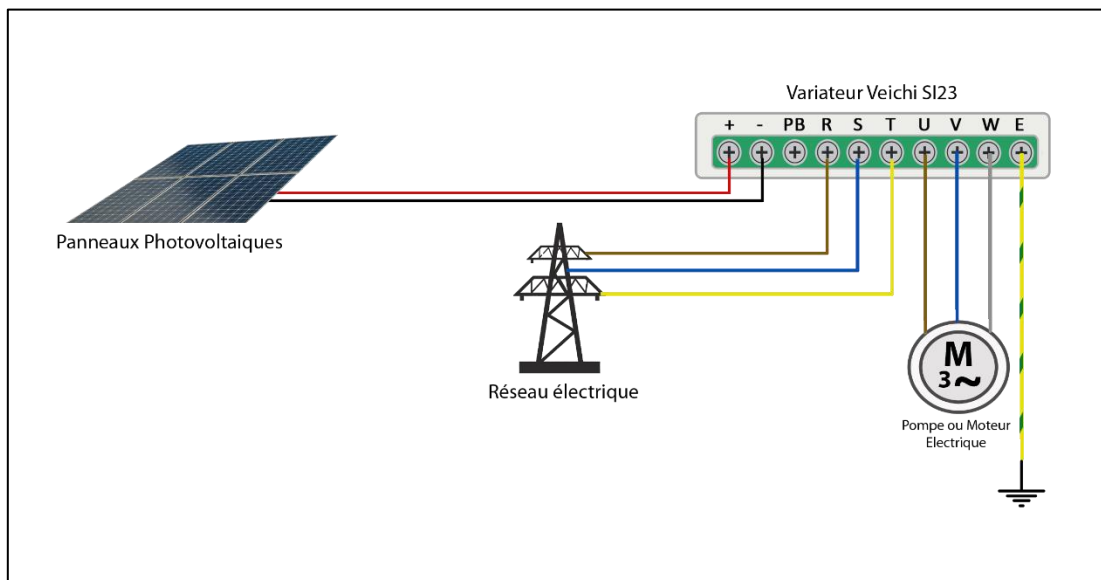 Variateur Veichi SI23
+ - PB R S T U V W E
Panneaux Photovoltaiques
Réseau électrique
M
3~
Pompe ou Moteur
Electrique